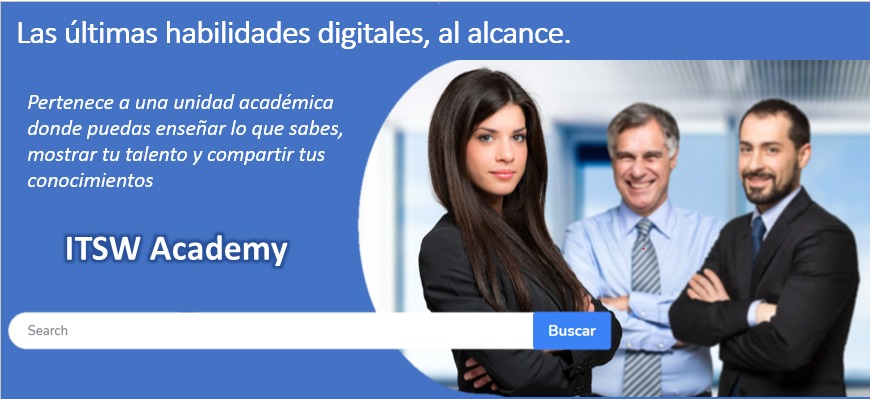 Las últimas habilidades digitales, al alcance.
Pertenece a una unidad académica
donde puedas enseñar lo que sabes,
mostrar tu talento y compartir tus
conocimientos
ITSW Academy
Search
Buscar